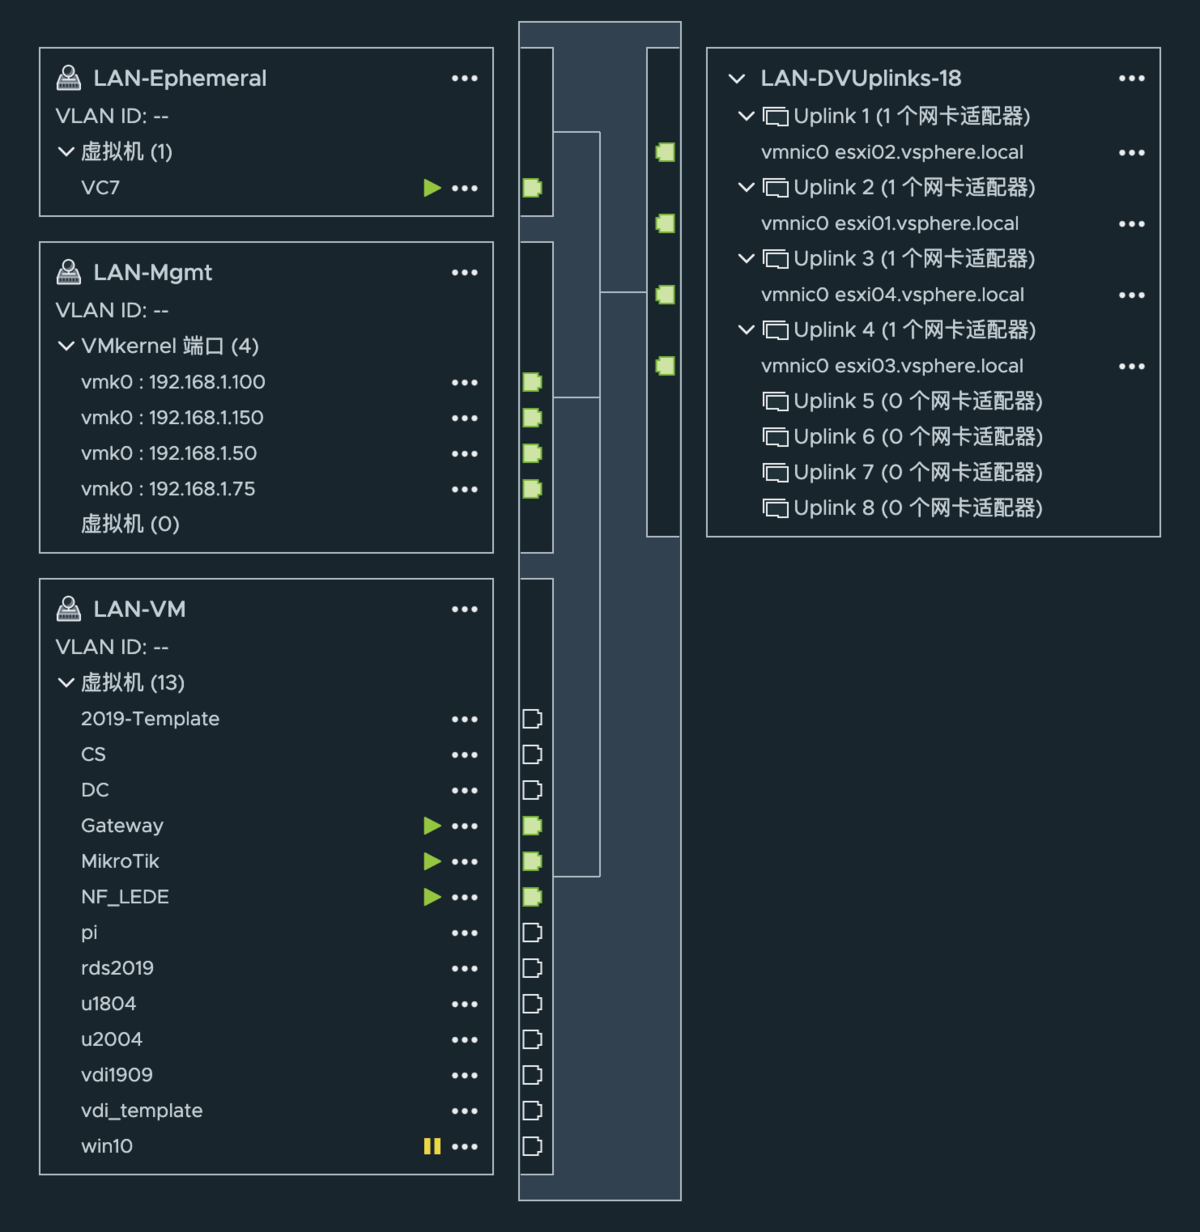 LAN-Ephemeral
VLAN ID: --
虚拟机 (1)
VC7
LAN-Mgmt
VLAN ID: --
VMkernel 端口 (4)
vmk0 : 192.168.1.100
vmk0 : 192.168.1.150
vmk0 : 192.168.1.50
vmk0 : 192.168.1.75
虚拟机 (0)
LAN-VM
VLAN ID: --
虚拟机 (13)
2019-Template
CS
DC
Gateway
MikroTik
NF_LEDE
pi
rds2019
u1804
u2004
vdi1909
vdi_template
win10
LAN-DVUplinks-18
Uplink 1 (1 个网卡适配器)
vmnic0 esxi02.vsphere.local
Uplink 2 (1 个网卡适配器)
vmnic0 esxi01.vsphere.local
Uplink 3 (1 个网卡适配器)
vmnic0 esxi04.vsphere.local
Uplink 4 (1 个网卡适配器)
vmnic0 esxi03.vsphere.local
Uplink 5 (0 个网卡适配器)
Uplink 6 (0 个网卡适配器)
Uplink 7 (0 个网卡适配器)
Uplink 8 (0 个网卡适配器)